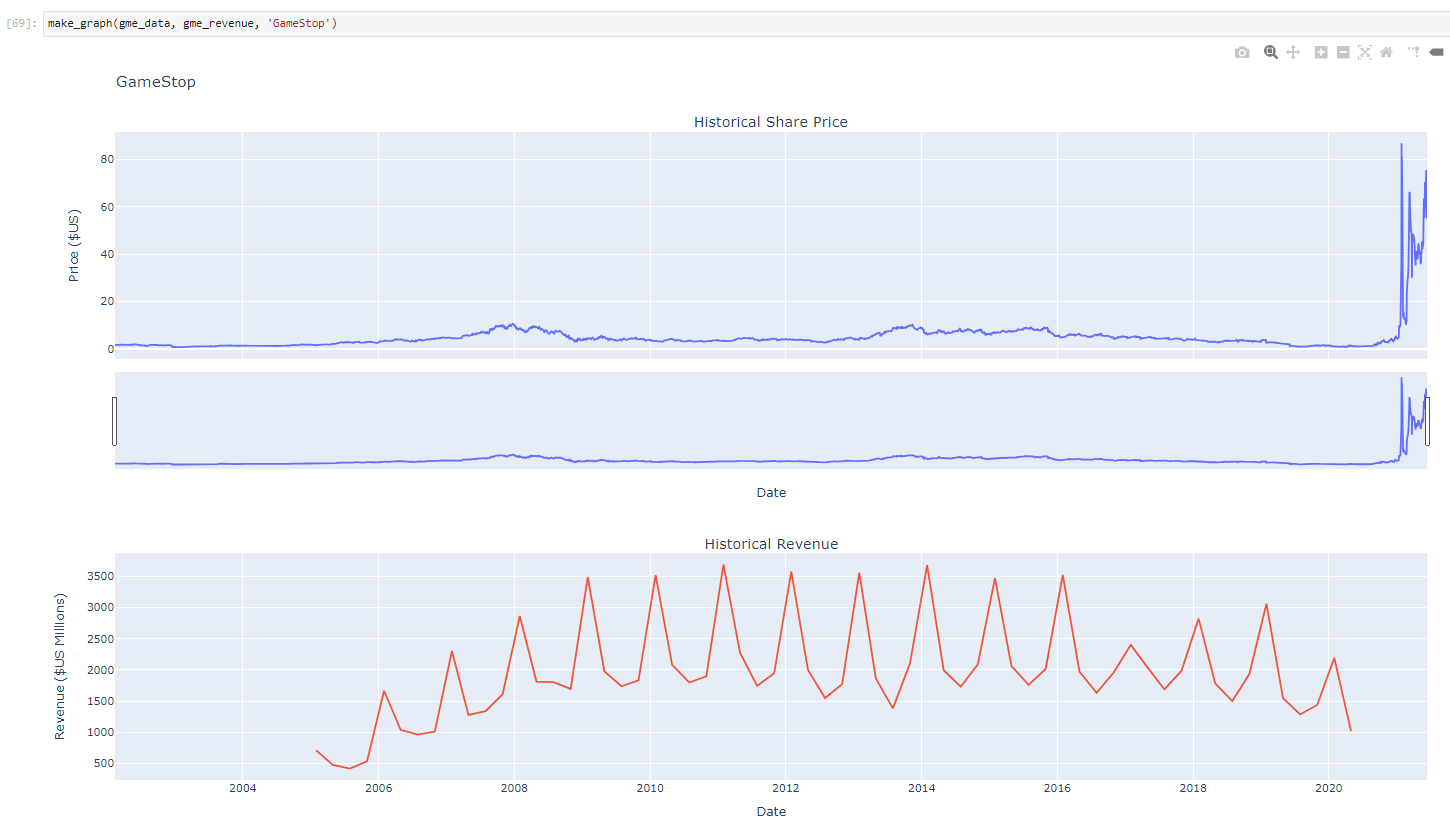 [69]: make_graph(gme_data, gme_revenue, 'GameStop')
GameStop
Historical Share Price
80
60
40
20
0
Price ($US)
Date
Historical Revenue
3500
3000
2500
2000
1500
1000
500
Revenue ($US Millions)
2004 2006 2008 2010 2012 2014 2016 2018 2020
Date